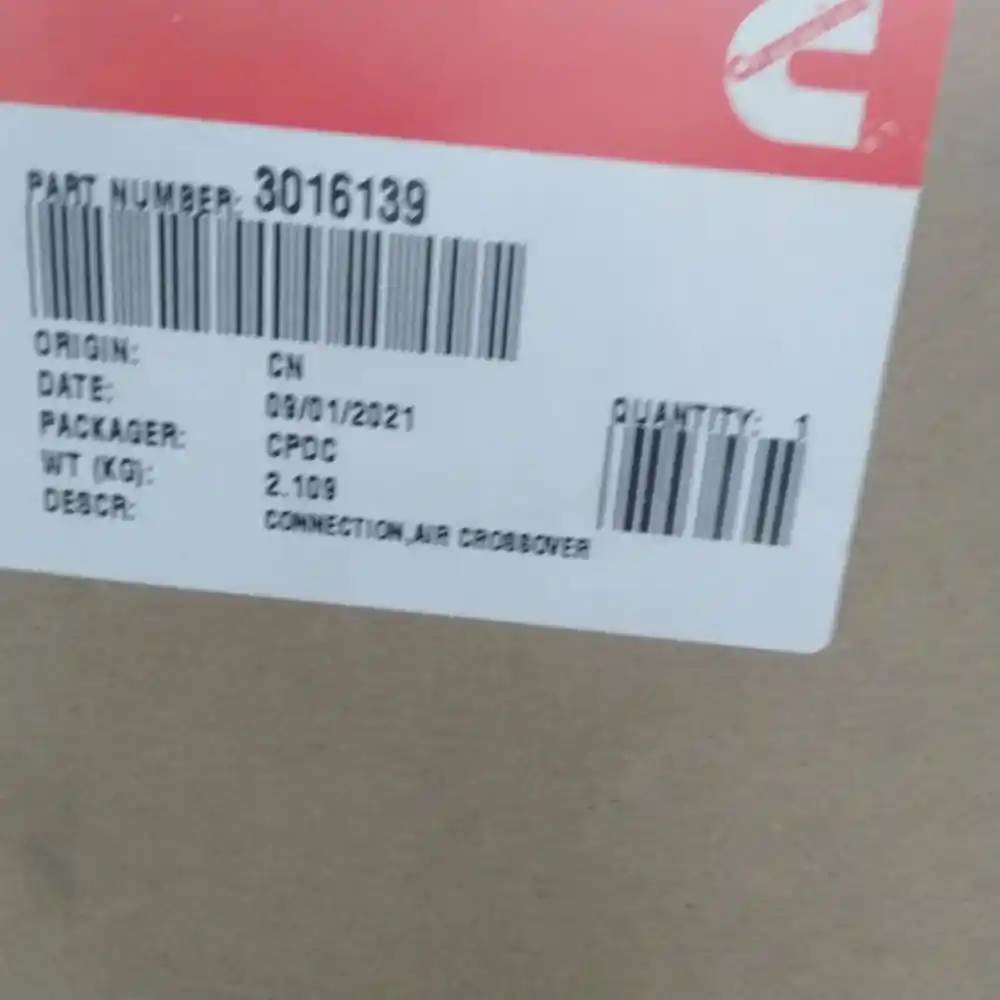 Cummins
PART NUMBER: 3016139
ORIGIN: CN
DATE: 09/01/2021
QUANTITY: 1
PACKAGER: CPDC
WT (KG): 2.109
DESCR: CONNECTION,AIR CROSSOVER